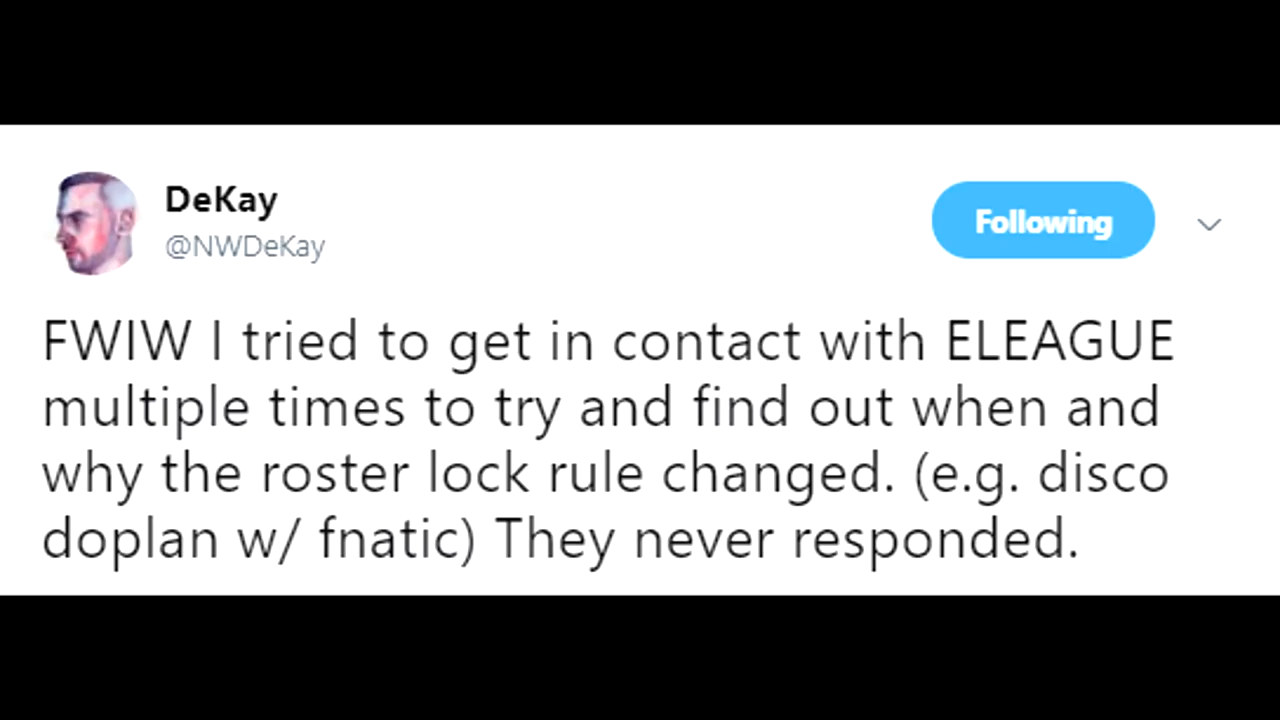 DeKay
@NWDeKay
Following
FWIW I tried to get in contact with ELEAGUE
multiple times to try and find out when and
why the roster lock rule changed. (e.g. disco
doplan w/ fnatic) They never responded.